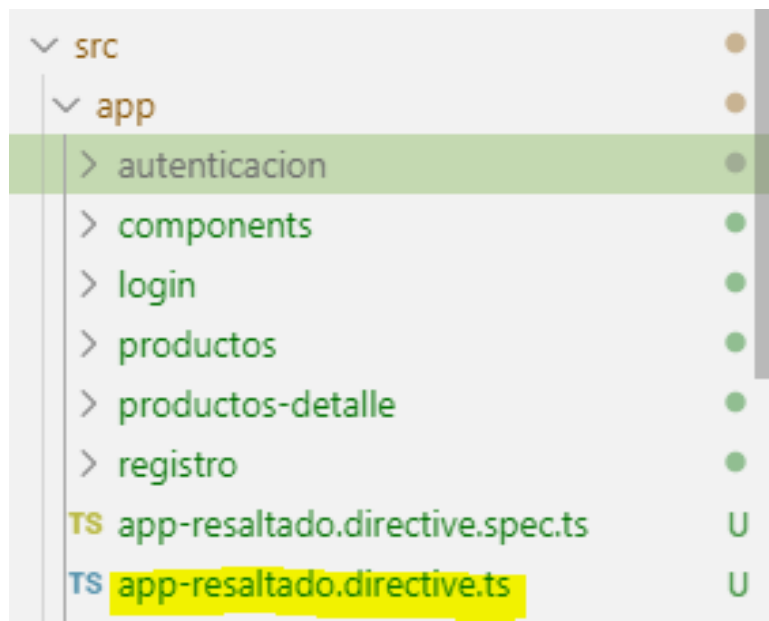 src
app
autenticacion
components
login
productos
productos-detalle
registro
TS app-resaltado.directive.spec.ts U
TS app-resaltado.directive.ts U